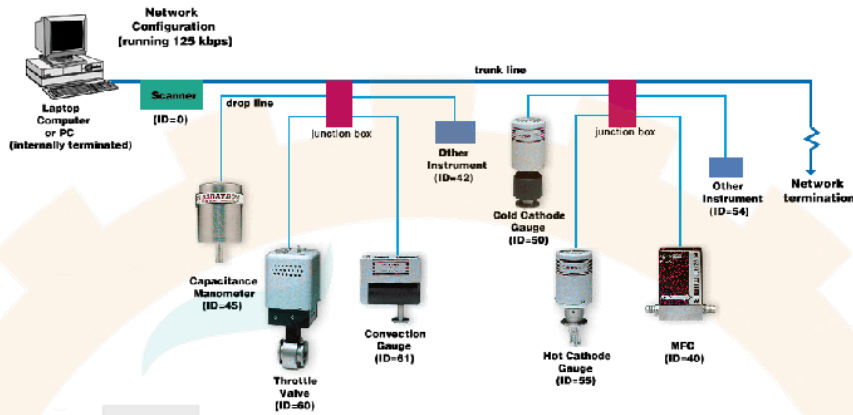 Network
Configuration
(running 125 kbps)
trunk line
Scanner
(ID=0)
drop line
Laptop
Computer
or PC
(internally terminated)
junction box
junction box
Other
Instrument
(ID=42)
Other
Instrument
(ID=54)
Network
termination
Cold Cathode
Gauge
(ID=50)
Capacitance
Manometer
(ID=45)
Convection
Gauge
(ID=61)
Throttle
Valve
(ID=60)
Hot Cathode
Gauge
(ID=55)
MFC
(ID=40)